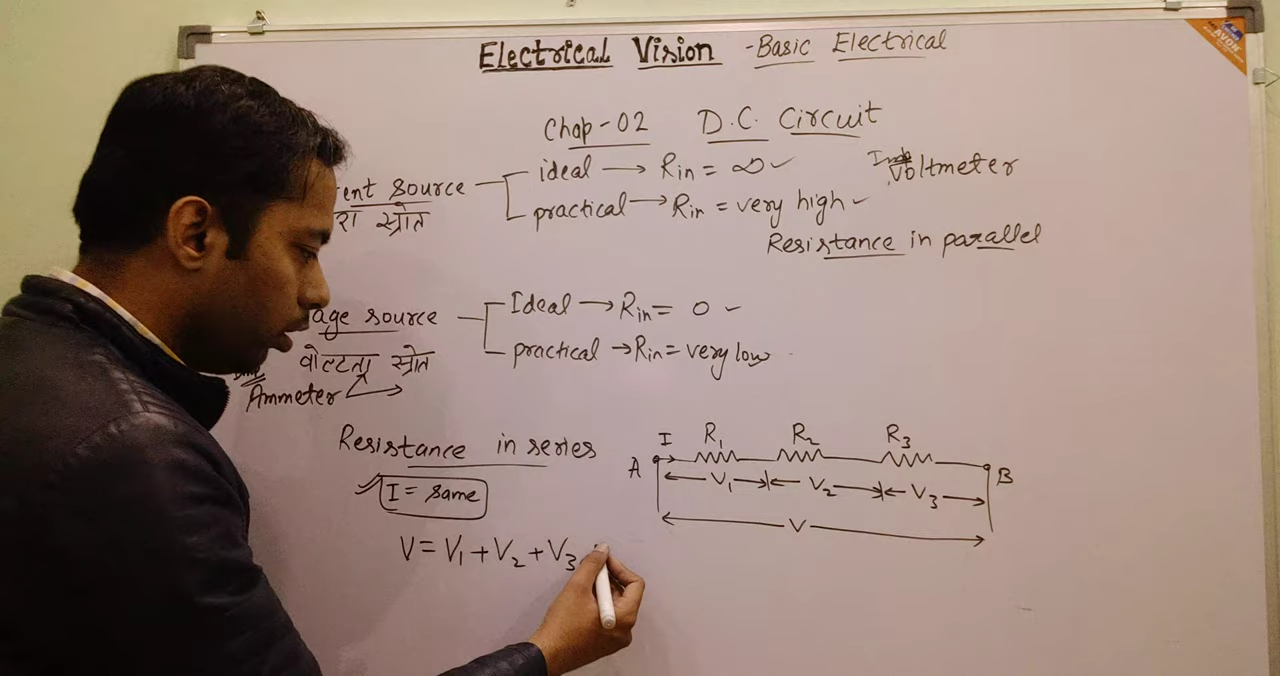 Electrical Vision - Basic Electrical
Chap-02 D.C. Circuit
ent source
ideal → Rin = ∞ ✓
practical → Rin = very high ✓
रा स्रोत
Voltmeter
Resistance in parallel
age source
Ideal → Rin = 0 ✓
practical → Rin = very low
वोल्टता स्रोत
Ammeter
Resistance in series
I = same
V = V1 + V2 + V3
I R1 R2 R3
A B
V1 V2 V3
V
AVON